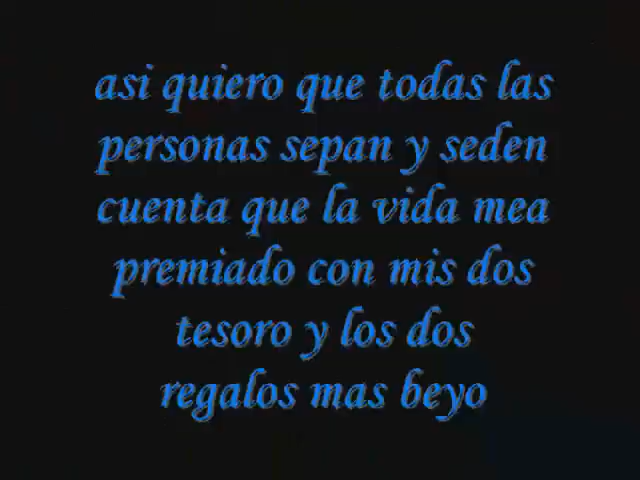 asi quiero que todas las
personas sepan y seden
cuenta que la vida mea
premiado con mis dos
tesoro y los dos
regalos mas beyo